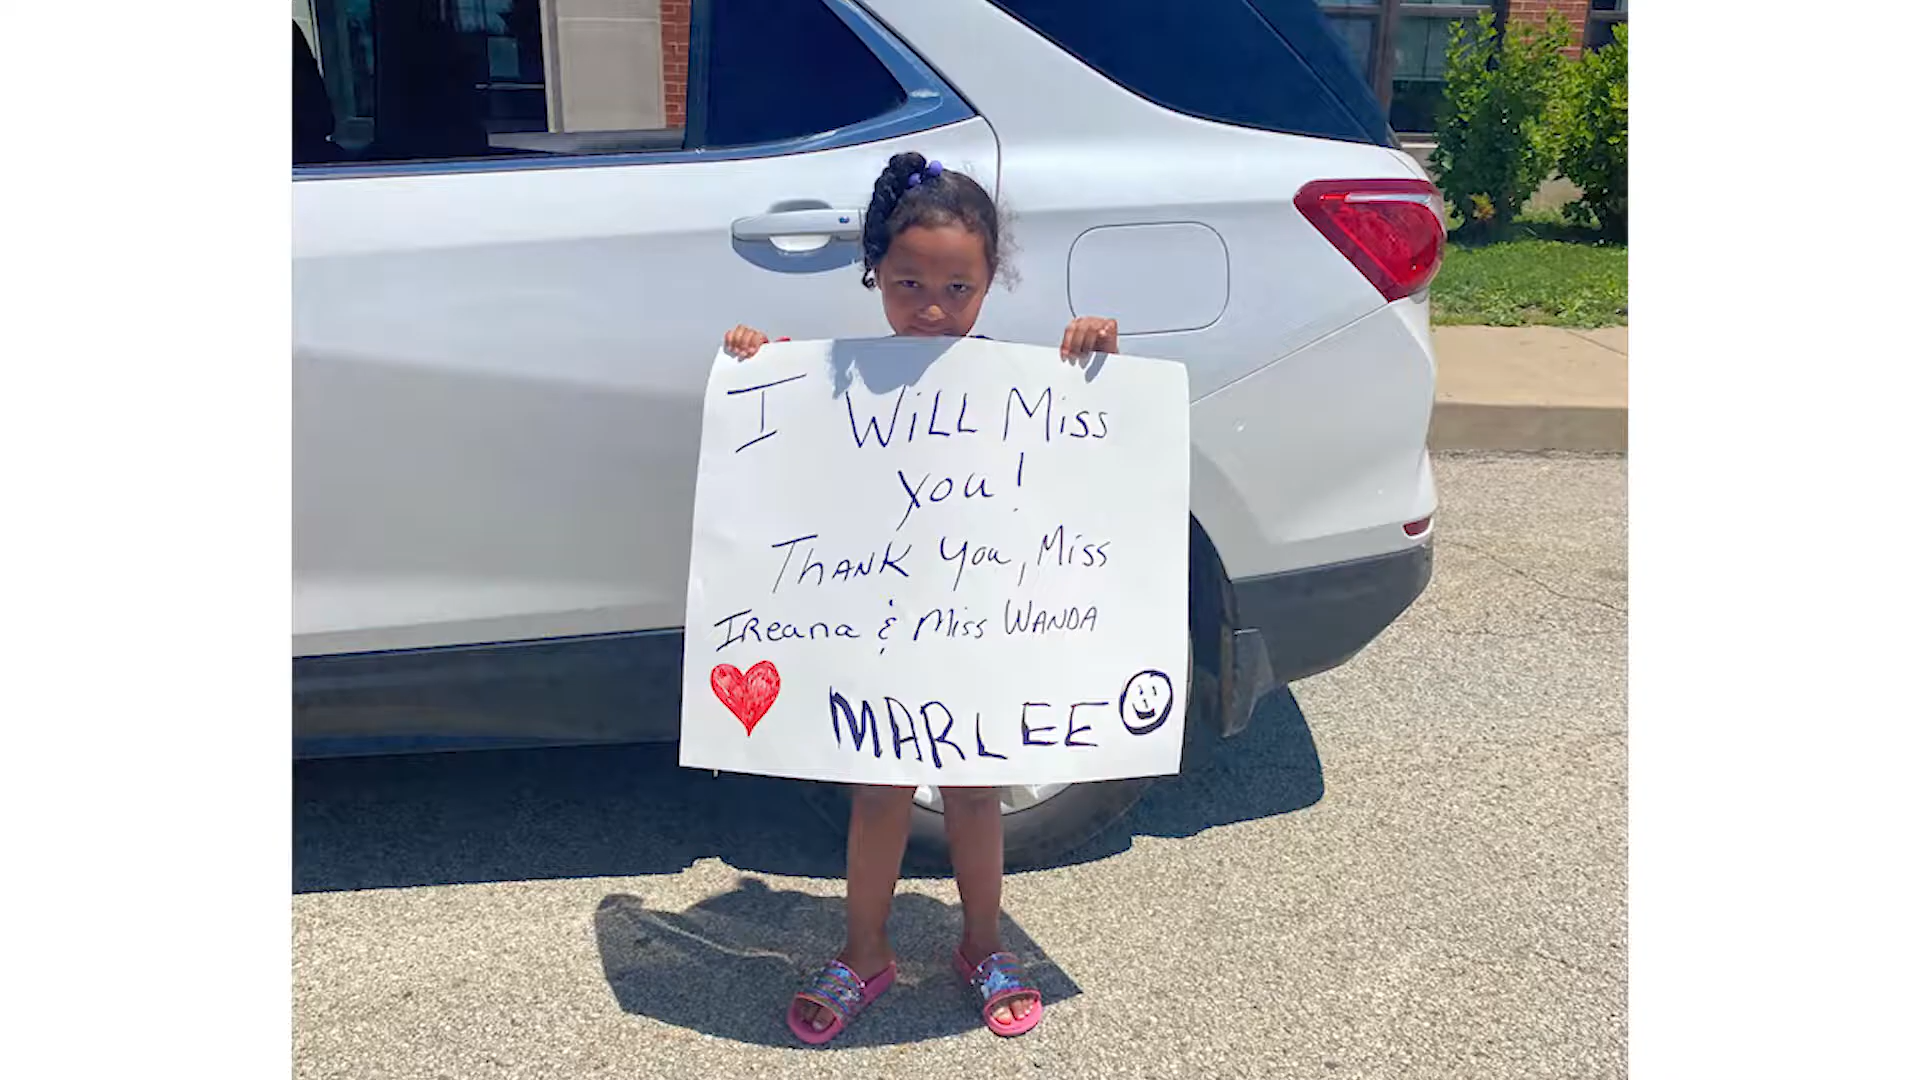 I WiLL Miss
You!
THANK you, Miss
IReana & Miss WANDA
MARLEE